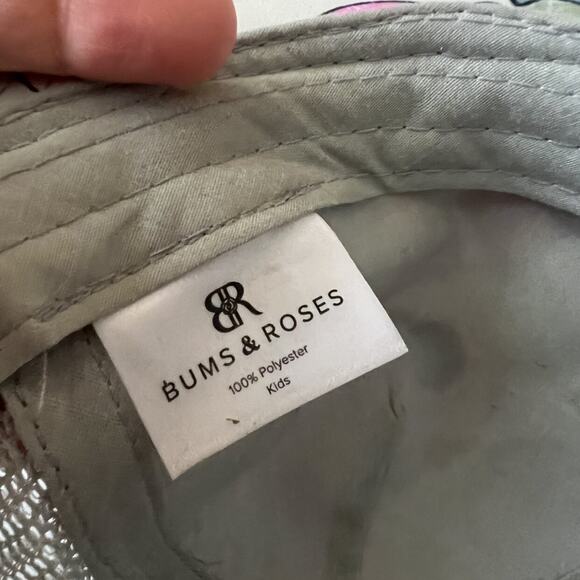 BR
BUMS & ROSES
100% Polyester
Kids